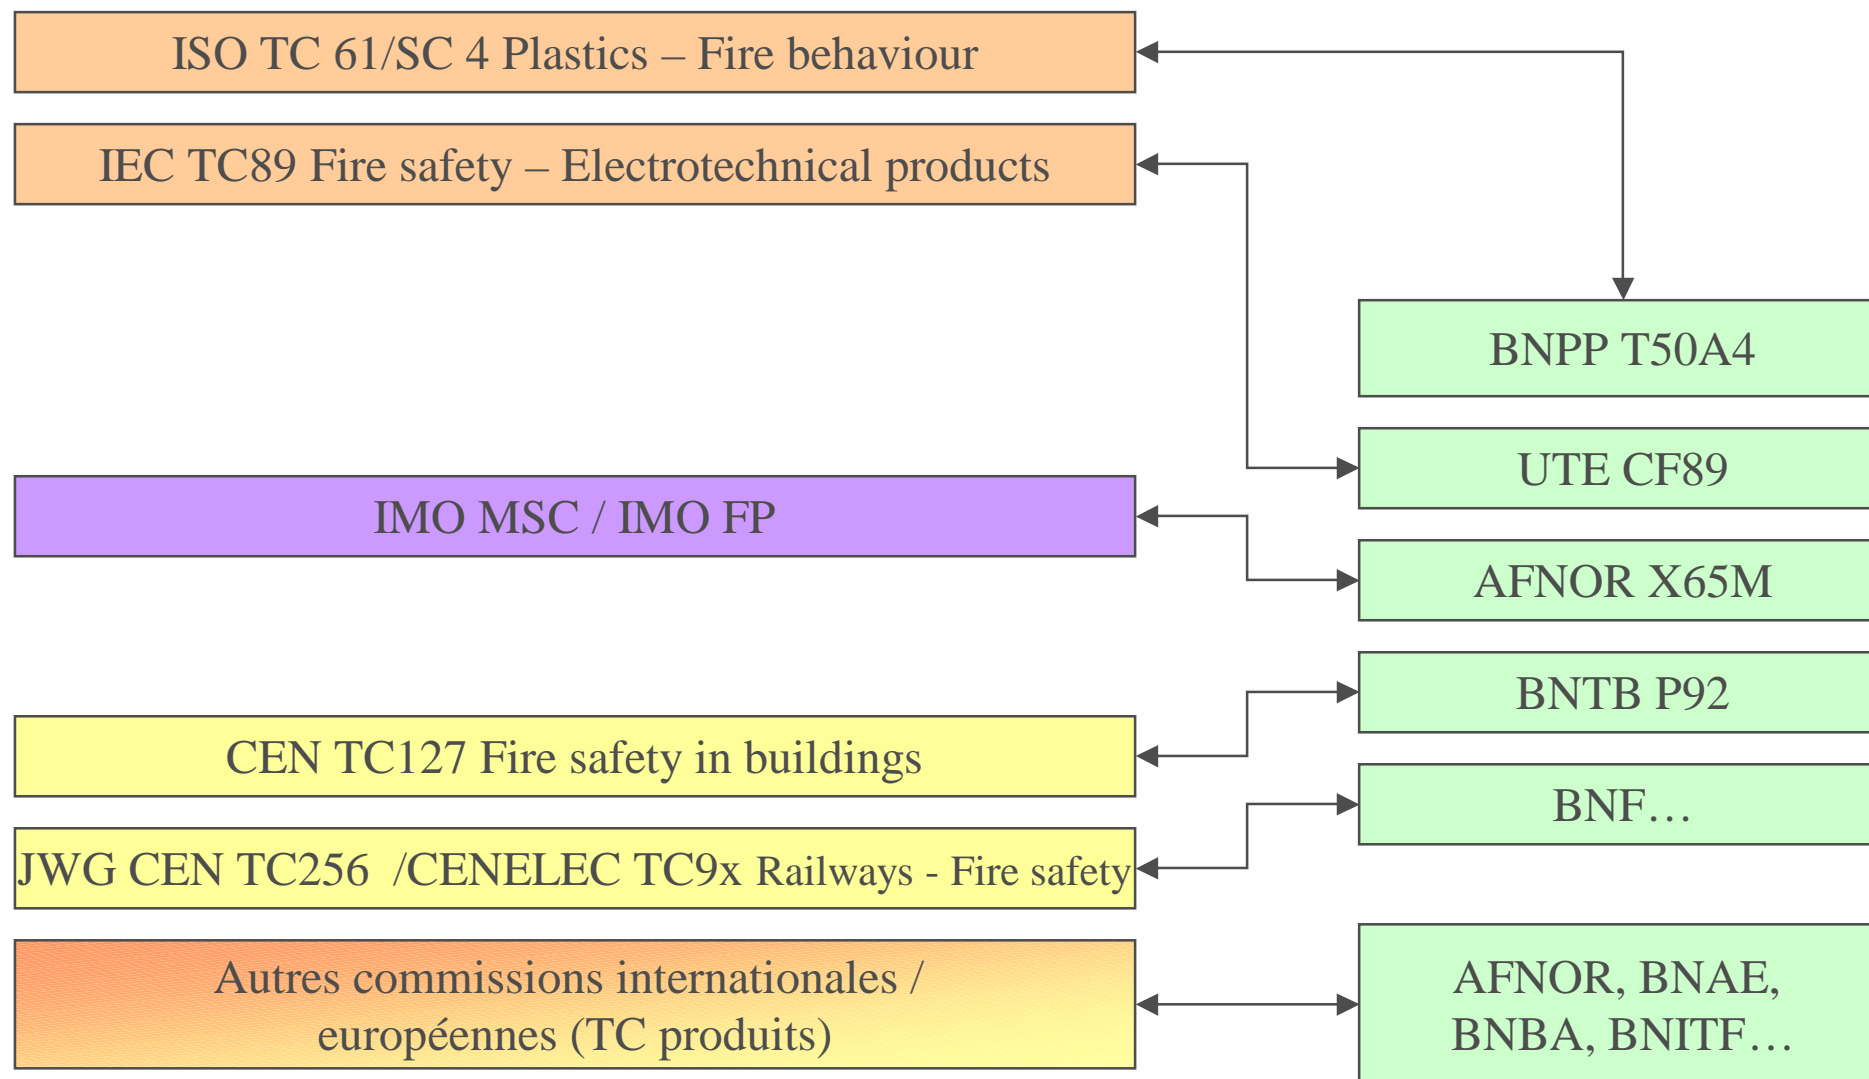 ISO TC 61/SC 4 Plastics – Fire behaviour
IEC TC89 Fire safety – Electrotechnical products
BNPP T50A4
UTE CF89
IMO MSC / IMO FP
AFNOR X65M
BNTB P92
CEN TC127 Fire safety in buildings
BNF…
JWG CEN TC256 /CENELEC TC9x Railways - Fire safety
Autres commissions internationales /
européennes (TC produits)
AFNOR, BNAE,
BNBA, BNITF…